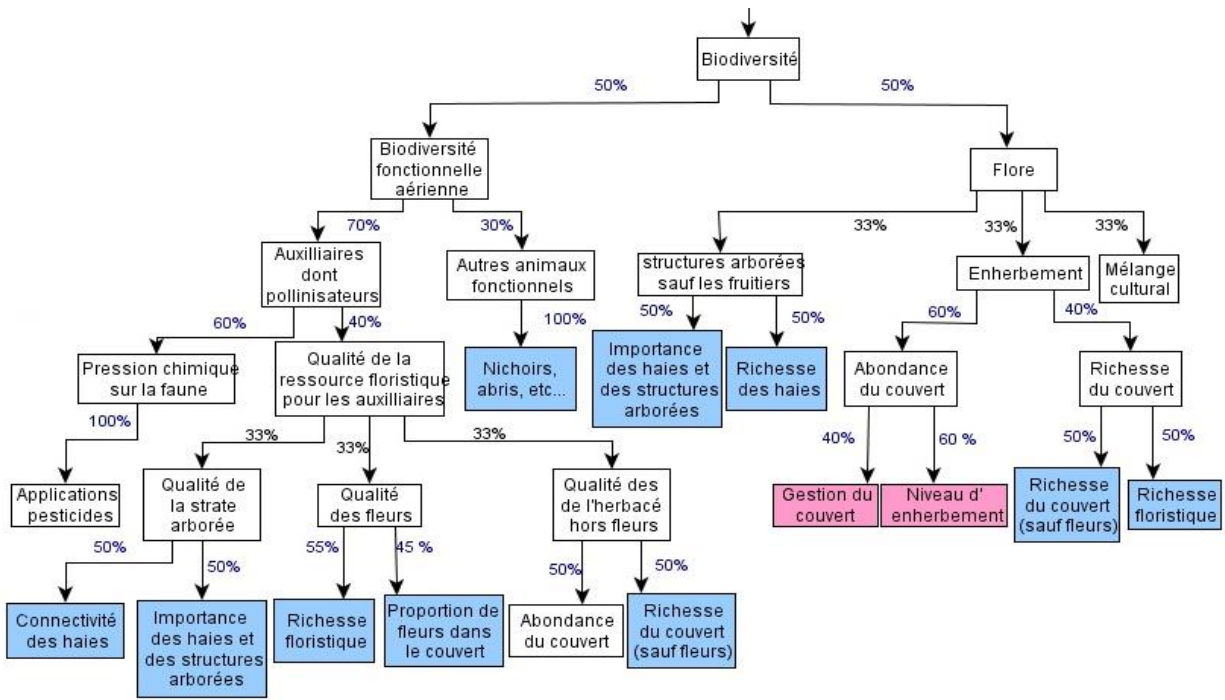 Biodiversité
50%
50%
Biodiversité
fonctionnelle
aérienne
Flore
70%
30%
33%
33%
33%
Auxilliaires
dont
pollinisateurs
Autres animaux
fonctionnels
structures arborées
sauf les fruitiers
Enherbement
Mélange
cultural
60%
40%
100%
50%
50%
60%
40%
Pression chimique
sur la faune
Qualité de la
ressource floristique
pour les auxilliaires
Nichoirs,
abris, etc...
Importance
des haies et
des structures
arborées
Richesse
des haies
Abondance
du couvert
Richesse
du couvert
100%
33%
33%
33%
40%
60 %
50%
50%
Applications
pesticides
Qualité de
la strate
arborée
Qualité
des fleurs
Qualité des
de l'herbacé
hors fleurs
Gestion du
couvert
Niveau d'
enherbement
Richesse
du couvert
(sauf fleurs)
Richesse
floristique
50%
50%
55%
45 %
50%
50%
Connectivité
des haies
Importance
des haies et
des structures
arborées
Richesse
floristique
Proportion de
fleurs dans
le couvert
Abondance
du couvert
Richesse
du couvert
(sauf fleurs)